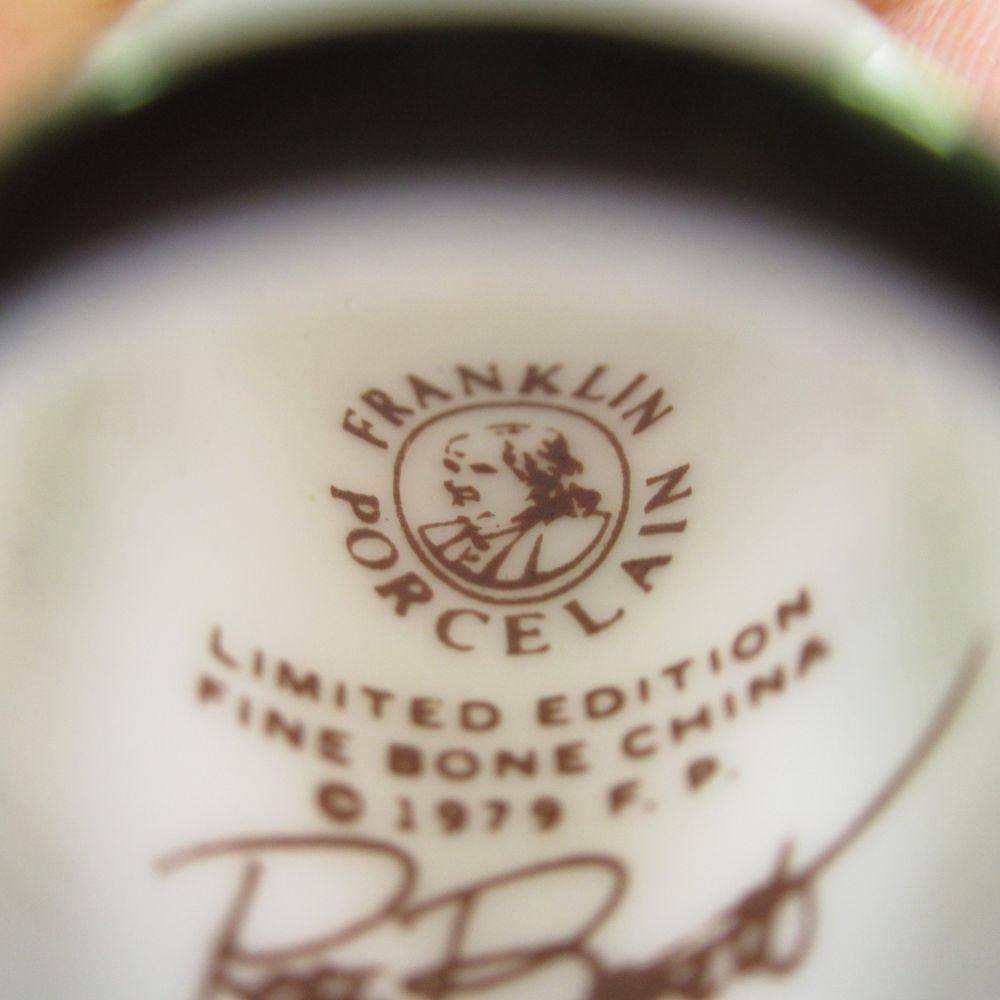 FRANKLIN
PORCELAIN
LIMITED EDITION
FINE BONE CHINA
© 1979 F. P.